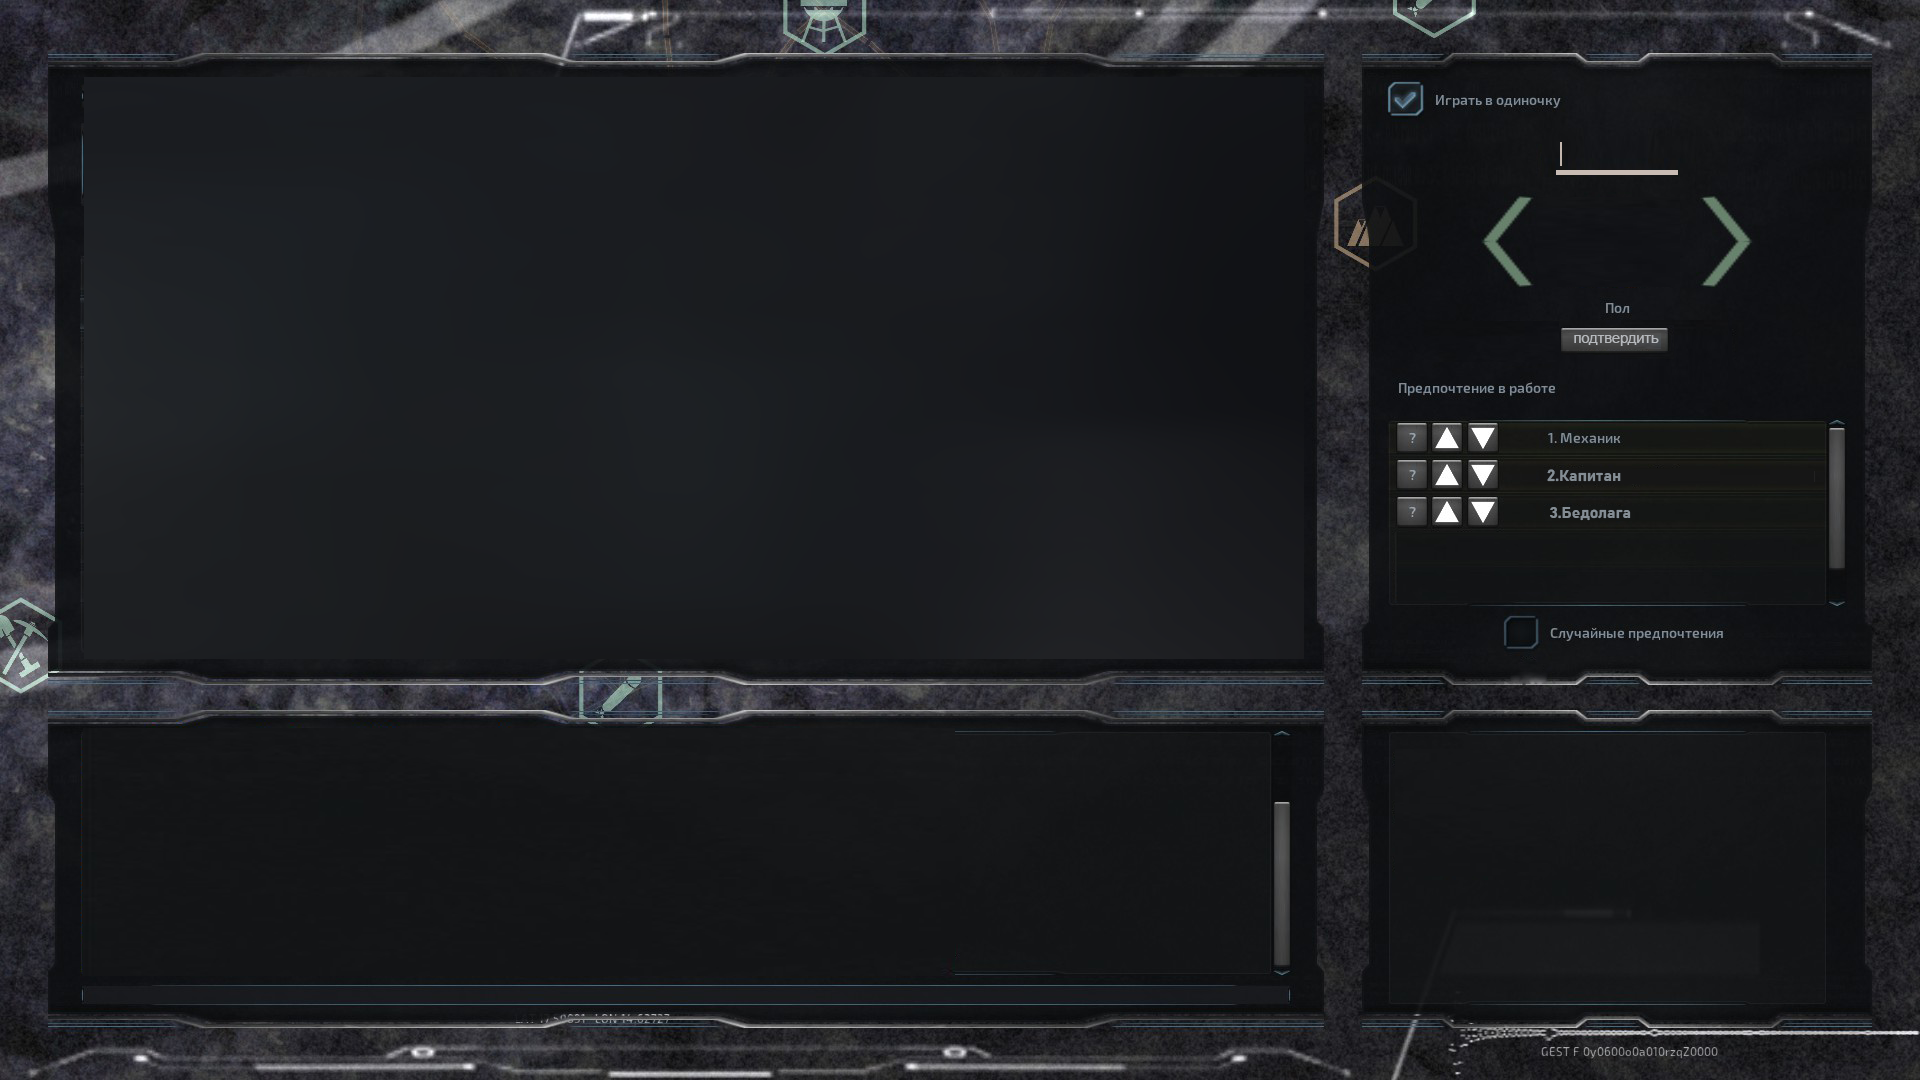 Играть в одиночку
Пол
подтвердить
Предпочтение в работе
? 1. Механик
? 2.Капитан
? 3.Бедолага
Случайные предпочтения
GEST F 0y0600o0a010rzqZ0000